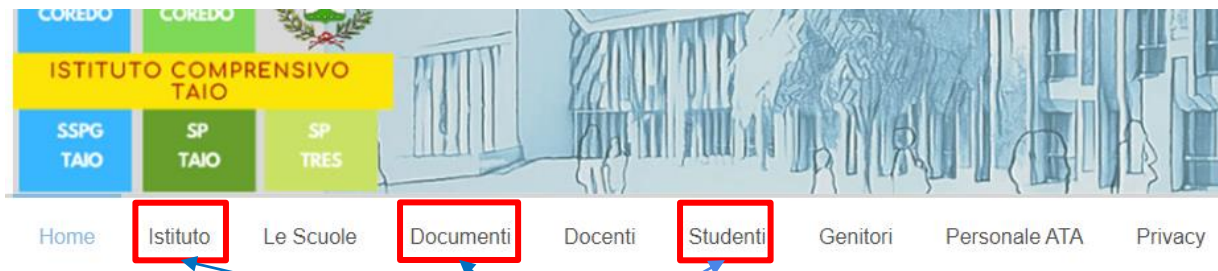 COREDO COREDO
ISTITUTO COMPRENSIVO
TAIO
SSPG SP SP
TAIO TAIO TRES
Home Istituto Le Scuole Documenti Docenti Studenti Genitori Personale ATA Privacy